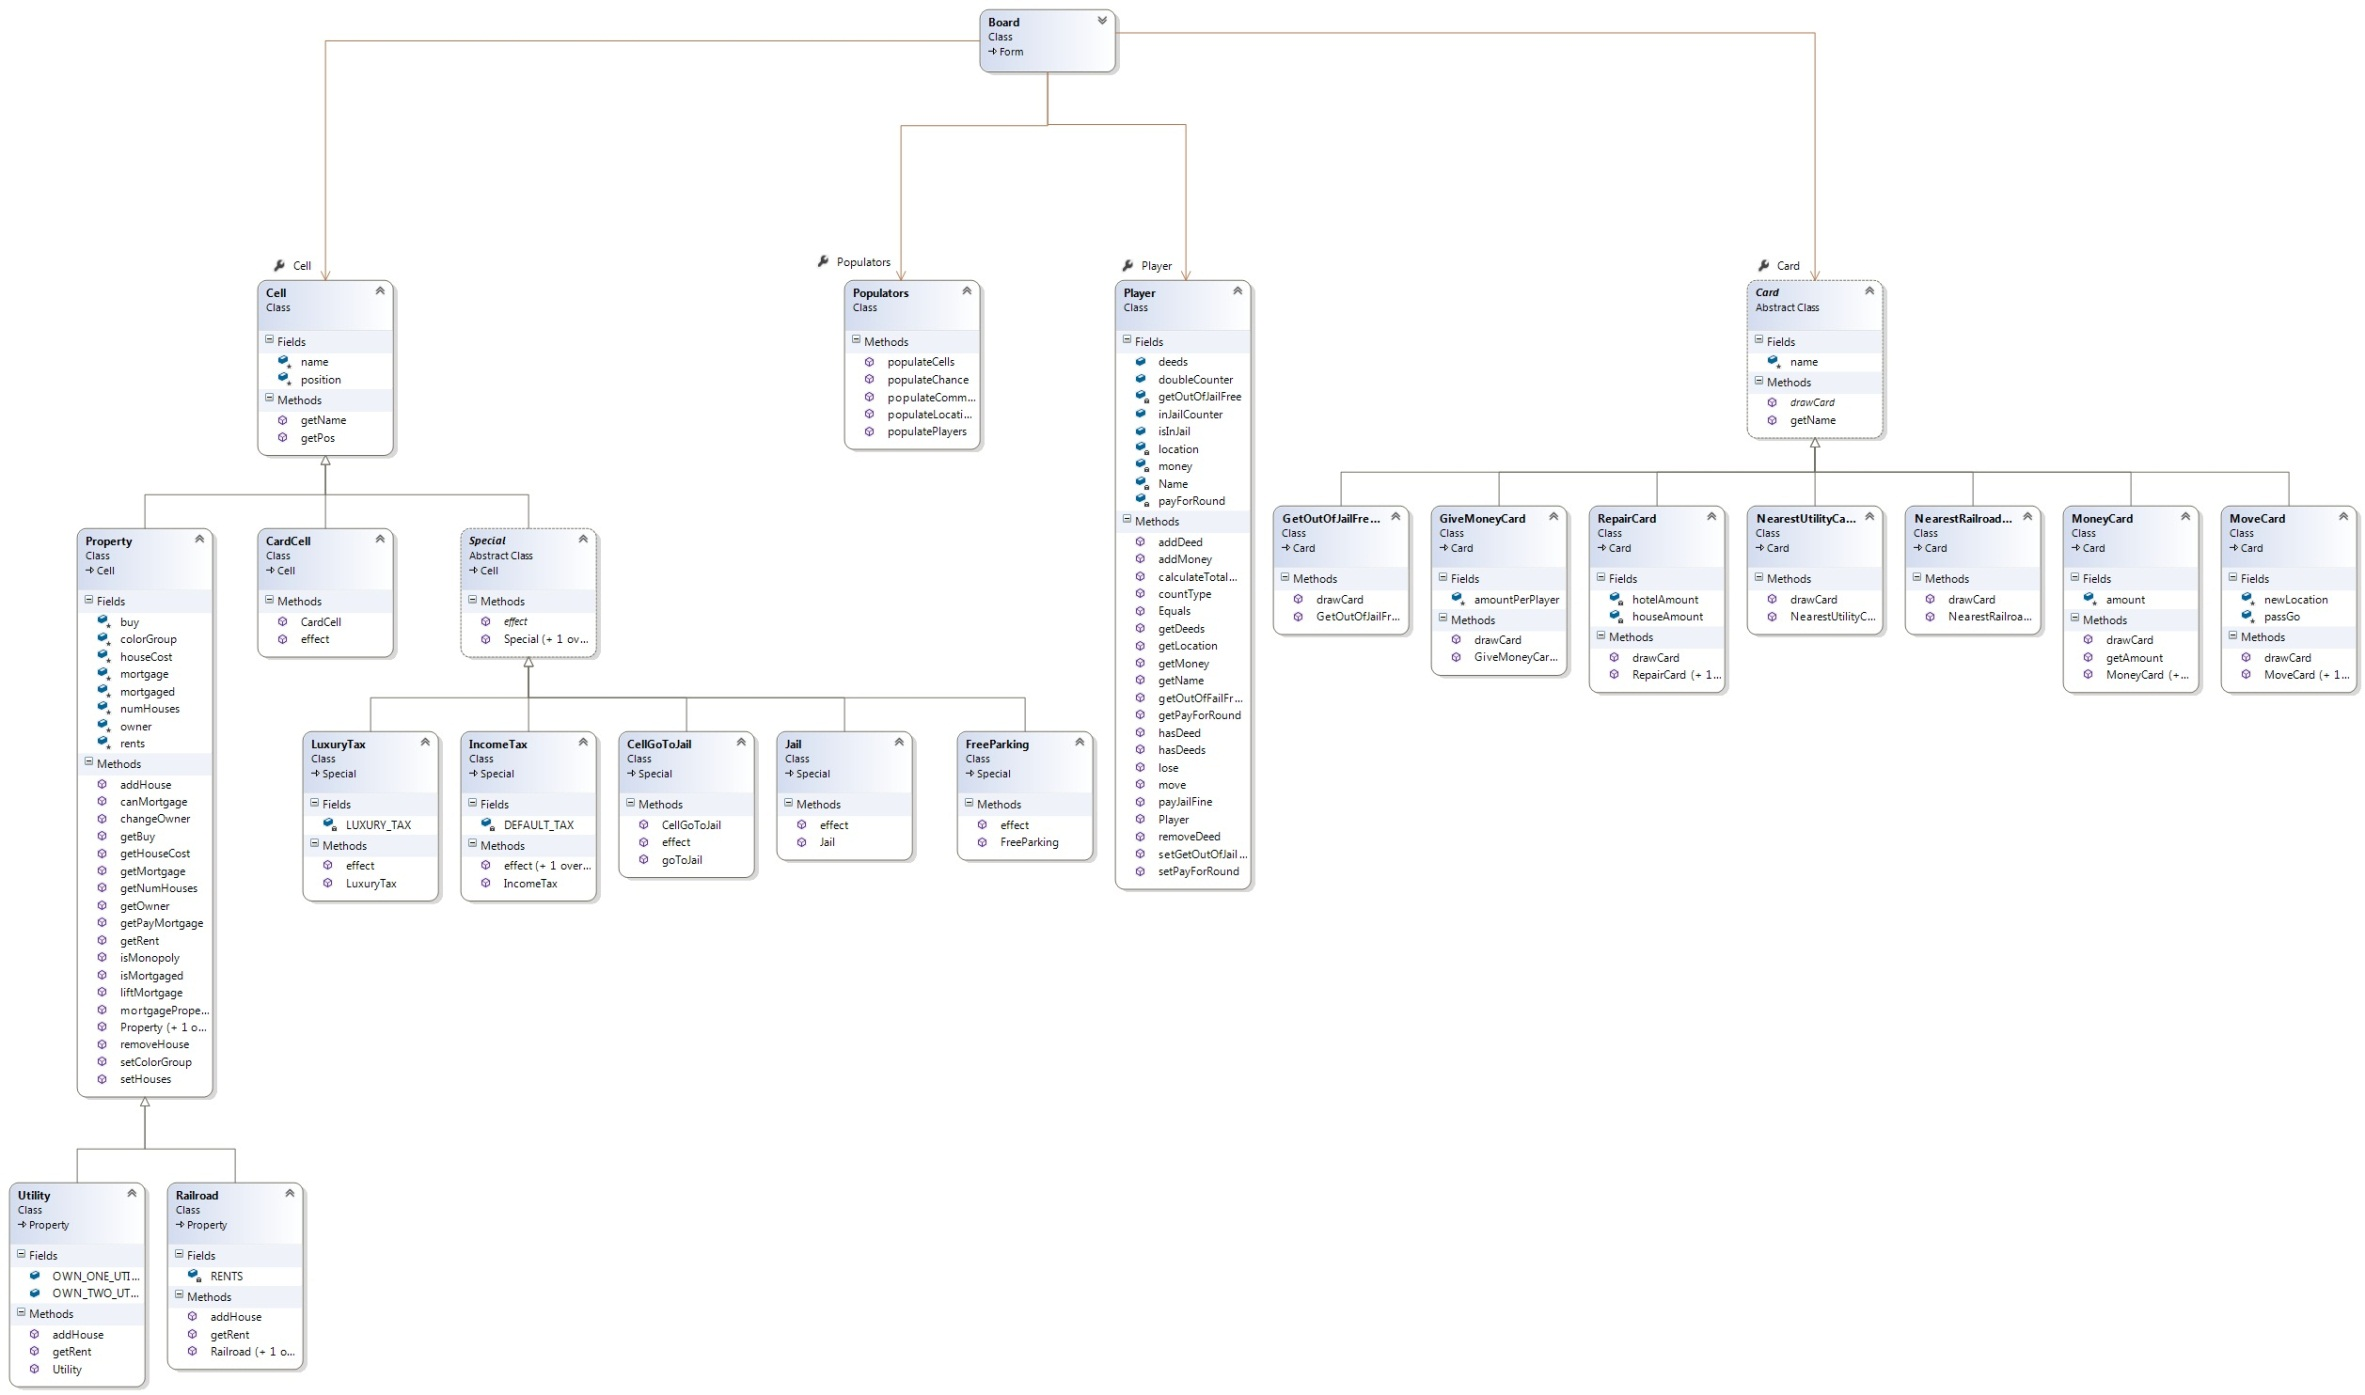 Board
Class
Form
Cell
Cell
Class
Fields
name
position
Methods
getName
getPos
Populators
Populators
Class
Methods
populateCells
populateChance
populateComm...
populateLocati...
populatePlayers
Player
Player
Class
Fields
deeds
doubleCounter
getOutOfJailFree
inJailCounter
isInJail
location
money
Name
payForRound
Methods
addDeed
addMoney
calculateTotal...
countType
Equals
getDeeds
getLocation
getMoney
getName
getOutOfFailFr...
getPayForRound
hasDeed
hasDeeds
lose
move
payJailFine
Player
removeDeed
setGetOutOfJail...
setPayForRound
Card
Card
Abstract Class
Fields
name
Methods
drawCard
getName
Property
Class
Cell
Fields
buy
colorGroup
houseCost
mortgage
mortgaged
numHouses
owner
rents
Methods
addHouse
canMortgage
changeOwner
getBuy
getHouseCost
getMortgage
getNumHouses
getOwner
getPayMortgage
getRent
isMonopoly
isMortgaged
liftMortgage
mortgagePrope...
Property (+ 1 o...
removeHouse
setColorGroup
setHouses
CardCell
Class
Cell
Methods
CardCell
effect
Special
Abstract Class
Cell
Methods
effect
Special (+ 1 ov...
LuxuryTax
Class
Special
Fields
LUXURY_TAX
Methods
effect
LuxuryTax
IncomeTax
Class
Special
Fields
DEFAULT_TAX
Methods
effect (+ 1 over...
IncomeTax
CellGoToJail
Class
Special
Methods
CellGoToJail
effect
goToJail
Jail
Class
Special
Methods
effect
Jail
FreeParking
Class
Special
Methods
effect
FreeParking
GetOutOfJailFre...
Class
Card
Methods
drawCard
GetOutOfJailFr...
GiveMoneyCard
Class
Card
Fields
amountPerPlayer
Methods
drawCard
GiveMoneyCar...
RepairCard
Class
Card
Fields
hotelAmount
houseAmount
Methods
drawCard
RepairCard (+ 1...
NearestUtilityCa...
Class
Card
Methods
drawCard
NearestUtilityC...
NearestRailroad...
Class
Card
Methods
drawCard
NearestRailroa...
MoneyCard
Class
Card
Fields
amount
Methods
drawCard
getAmount
MoneyCard (+...
MoveCard
Class
Card
Fields
newLocation
passGo
Methods
drawCard
MoveCard (+ 1...
Utility
Class
Property
Fields
OWN_ONE_UTI...
OWN_TWO_UT...
Methods
addHouse
getRent
Utility
Railroad
Class
Property
Fields
RENTS
Methods
addHouse
getRent
Railroad (+ 1 o...